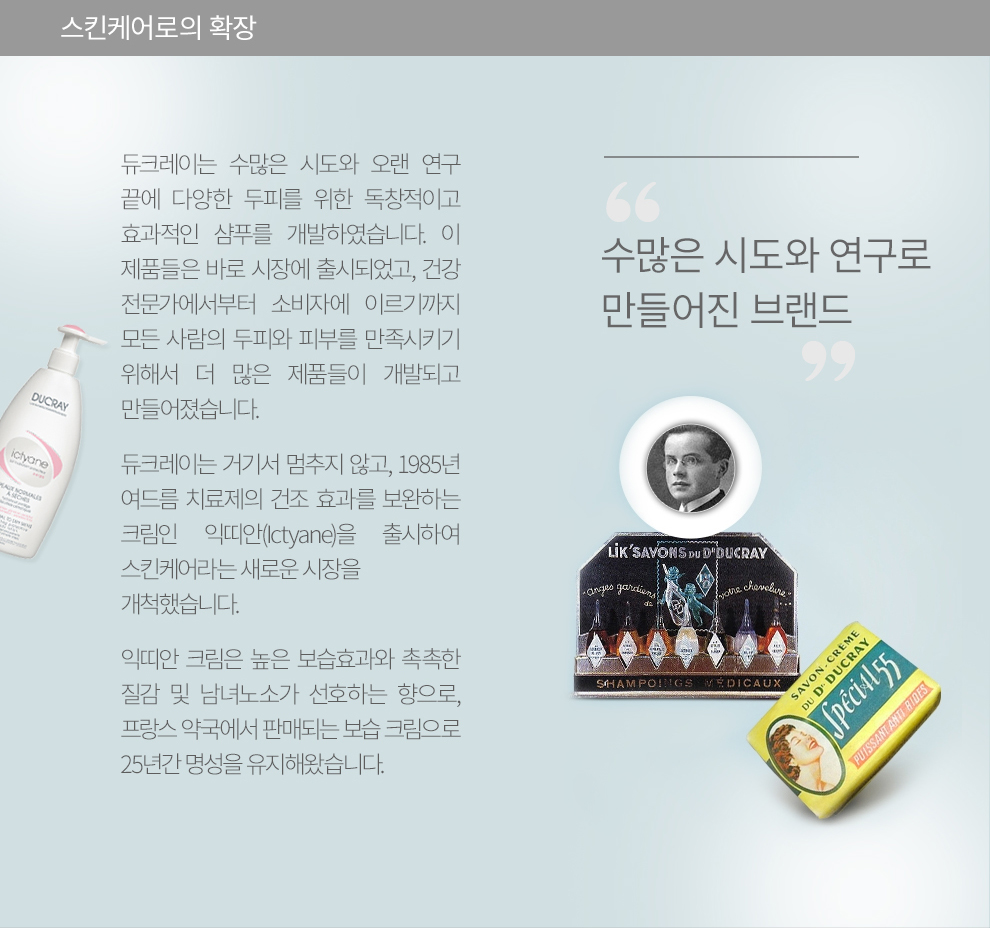 스킨케어로의 확장
듀크레이는 수많은 시도와 오랜 연구
끝에 다양한 두피를 위한 독창적이고
효과적인 샴푸를 개발하였습니다. 이
제품들은 바로 시장에 출시되었고, 건강
전문가에서부터 소비자에 이르기까지
모든 사람의 두피와 피부를 만족시키기
위해서 더 많은 제품들이 개발되고
만들어졌습니다.
듀크레이는 거기서 멈추지 않고, 1985년
여드름 치료제의 건조 효과를 보완하는
크림인 익띠안(Ictyane)을 출시하여
스킨케어라는 새로운 시장을
개척했습니다.
익띠안 크림은 높은 보습효과와 촉촉한
질감 및 남녀노소가 선호하는 향으로,
프랑스 약국에서 판매되는 보습 크림으로
25년간 명성을 유지해왔습니다.
“
수많은 시도와 연구로
만들어진 브랜드
”
DUCRAY
ictyane
PEAUX NORMALES
À SÈCHES
LIK'SAVONS DU Dr DUCRAY
"Anges gardiens
de
votre chevelure"...
SHAMPOINGS MÉDICAUX
SAVON-CRÈME
DU Dr DUCRAY
Spécial 55
PUISSANT ANTI-RIDES